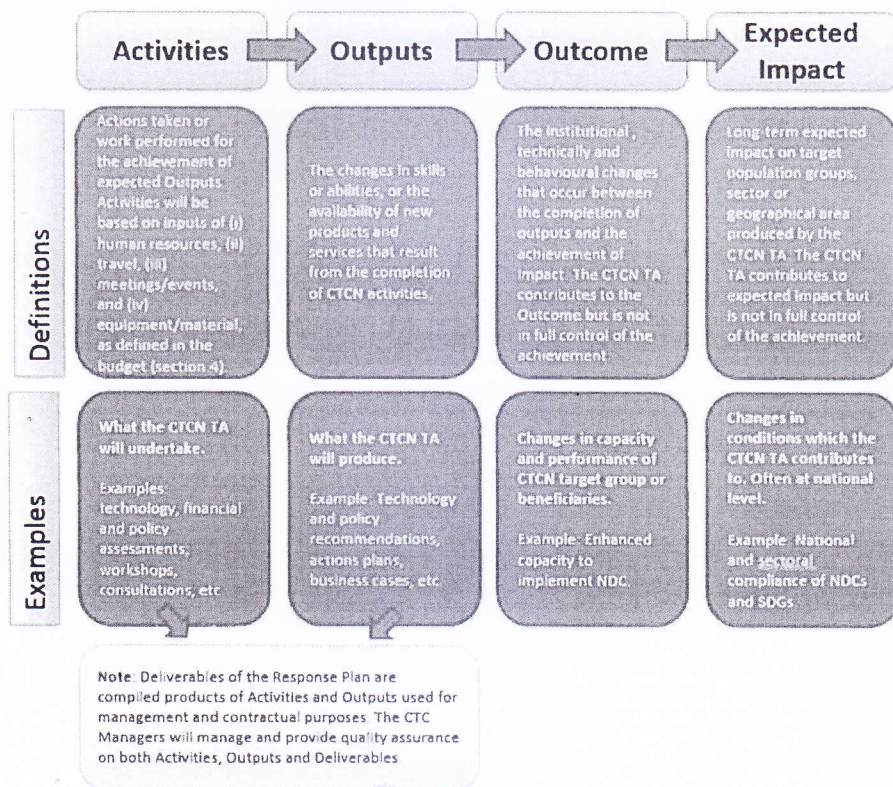 Activities
Outputs
Outcome
Expected
Impact
Definitions
Actions taken or
work performed for
the achievement of
expected Outputs.
Activities will be
based on inputs of (i)
human resources, (ii)
travel, (iii)
meetings/events,
and (iv)
equipment/material,
as defined in the
budget (section 4).
The changes in skills
or abilities, or the
availability of new
products and
services that result
from the completion
of CTCN activities.
The institutional,
technically and
behavioural changes
that occur between
the completion of
outputs and the
achievement of
impact. The CTCN TA
contributes to the
Outcome but is not
in full control of the
achievement
Long-term expected
impact on target
population groups,
sector or
geographical area
produced by the
CTCN TA. The CTCN
TA contributes to
expected impact but
is not in full control
of the achievement
Examples
What the CTCN TA
will undertake.
Examples:
technology, financial
and policy
assessments,
workshops,
consultations, etc
What the CTCN TA
will produce.
Example: Technology
and policy
recommendations,
actions plans,
business cases, etc.
Changes in capacity
and performance of
CTCN target group or
beneficiaries.
Example: Enhanced
capacity to
implement NDC.
Changes in
conditions which the
CTCN TA contributes
to. Often at national
level.
Example: National
and sectoral
compliance of NDCs
and SDGs
Note: Deliverables of the Response Plan are
compiled products of Activities and Outputs used for
management and contractual purposes. The CTC
Managers will manage and provide quality assurance
on both Activities, Outputs and Deliverables